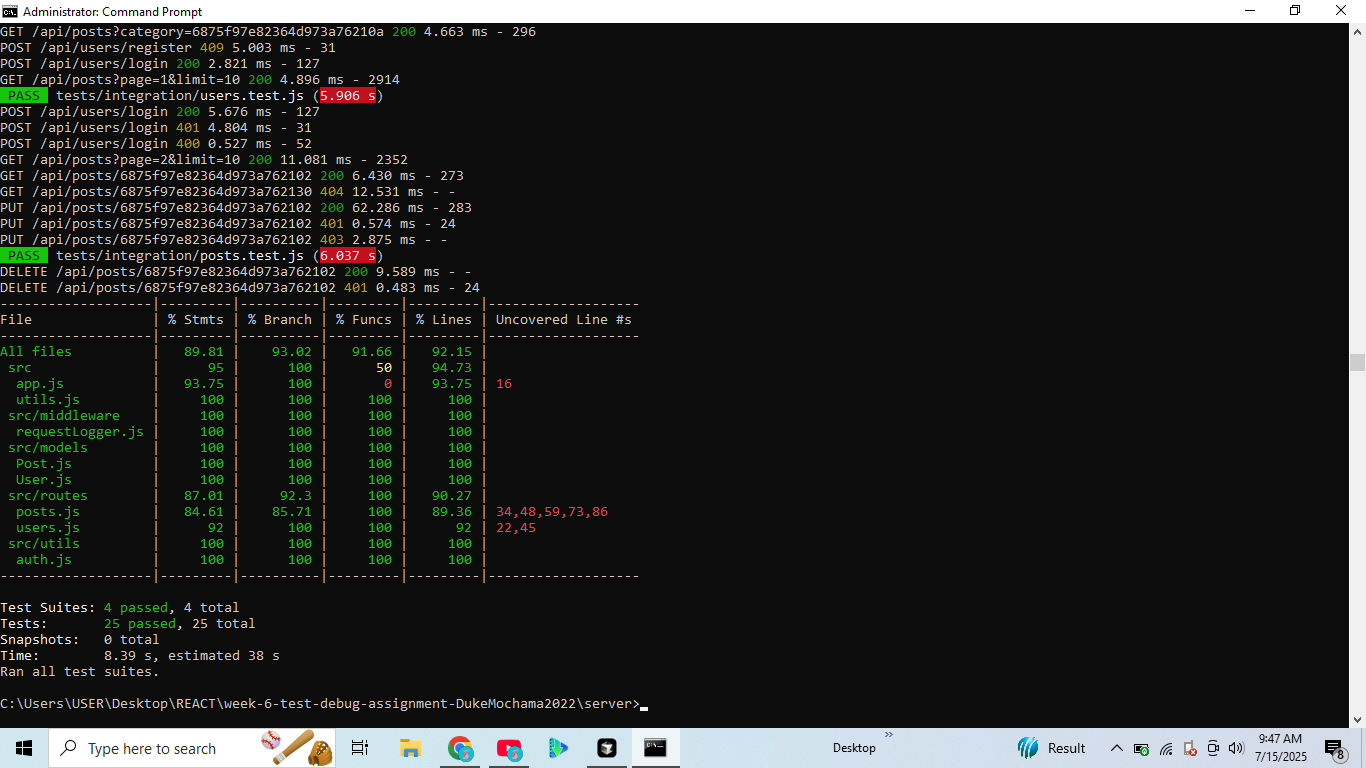 Administrator: Command Prompt
GET /api/posts?category=6875f97e82364d973a76210a 200 4.663 ms - 296
POST /api/users/register 409 5.003 ms - 31
POST /api/users/login 200 2.821 ms - 127
GET /api/posts?page=1&limit=10 200 4.896 ms - 2914
PASS tests/integration/users.test.js (5.906 s)
POST /api/users/login 200 5.676 ms - 127
POST /api/users/login 401 4.804 ms - 31
POST /api/users/login 400 0.527 ms - 52
GET /api/posts?page=2&limit=10 200 11.081 ms - 2352
GET /api/posts/6875f97e82364d973a762102 200 6.430 ms - 273
GET /api/posts/6875f97e82364d973a762130 404 12.531 ms - -
PUT /api/posts/6875f97e82364d973a762102 200 62.286 ms - 283
PUT /api/posts/6875f97e82364d973a762102 401 0.574 ms - 24
PUT /api/posts/6875f97e82364d973a762102 403 2.875 ms - -
PASS tests/integration/posts.test.js (6.037 s)
DELETE /api/posts/6875f97e82364d973a762102 200 9.589 ms - -
DELETE /api/posts/6875f97e82364d973a762102 401 0.483 ms - 24
-------------------|---------|----------|---------|---------|-------------------
File               | % Stmts | % Branch | % Funcs | % Lines | Uncovered Line #s
-------------------|---------|----------|---------|---------|-------------------
All files          |   89.81 |    93.02 |   91.66 |   92.15 |
 src               |      95 |      100 |      50 |   94.73 |
  app.js           |   93.75 |      100 |       0 |   93.75 | 16
  utils.js         |     100 |      100 |     100 |     100 |
 src/middleware    |     100 |      100 |     100 |     100 |
  requestLogger.js |     100 |      100 |     100 |     100 |
 src/models        |     100 |      100 |     100 |     100 |
  Post.js          |     100 |      100 |     100 |     100 |
  User.js          |     100 |      100 |     100 |     100 |
 src/routes        |   87.01 |     92.3 |     100 |   90.27 |
  posts.js         |   84.61 |    85.71 |     100 |   89.36 | 34,48,59,73,86
  users.js         |      92 |      100 |     100 |      92 | 22,45
 src/utils         |     100 |      100 |     100 |     100 |
  auth.js          |     100 |      100 |     100 |     100 |
-------------------|---------|----------|---------|---------|-------------------
Test Suites: 4 passed, 4 total
Tests:       25 passed, 25 total
Snapshots:   0 total
Time:        8.39 s, estimated 38 s
Ran all test suites.
C:\Users\USER\Desktop\REACT\week-6-test-debug-assignment-DukeMochama2022\server>
Type here to search
Desktop
Result
9:47 AM
7/15/2025
8